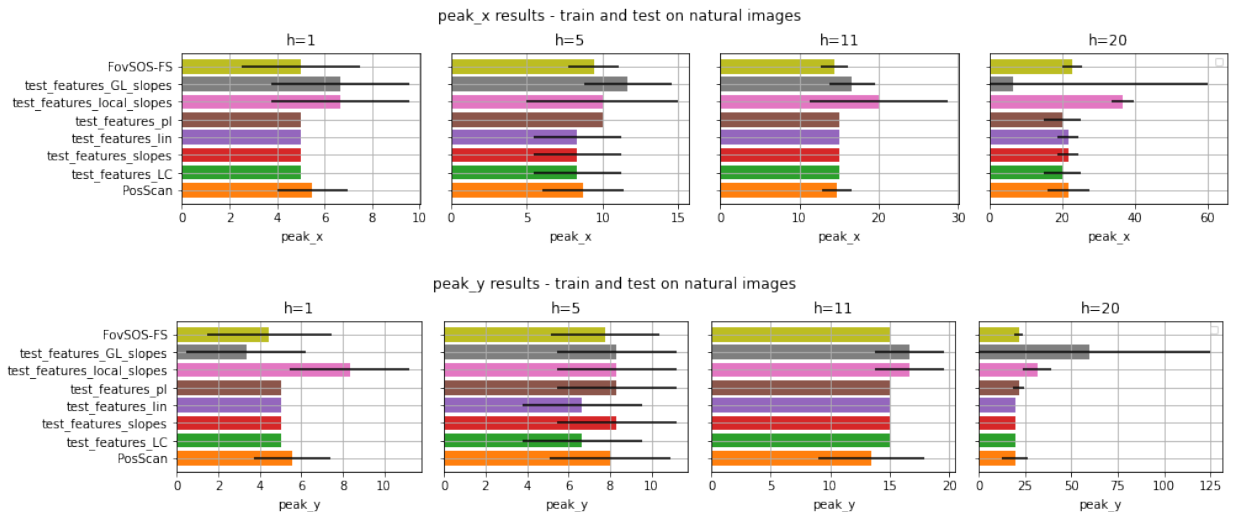 peak_x results - train and test on natural images
h=1 h=5 h=11 h=20
FovSOS-FS
test_features_GL_slopes
test_features_local_slopes
test_features_pl
test_features_lin
test_features_slopes
test_features_LC
PosScan
0 2 4 6 8 10 0 5 10 15 0 10 20 30 0 20 40 60
peak_x peak_x peak_x peak_x
peak_y results - train and test on natural images
h=1 h=5 h=11 h=20
FovSOS-FS
test_features_GL_slopes
test_features_local_slopes
test_features_pl
test_features_lin
test_features_slopes
test_features_LC
PosScan
0 2 4 6 8 10 0 2 4 6 8 10 0 5 10 15 20 0 25 50 75 100 125
peak_y peak_y peak_y peak_y